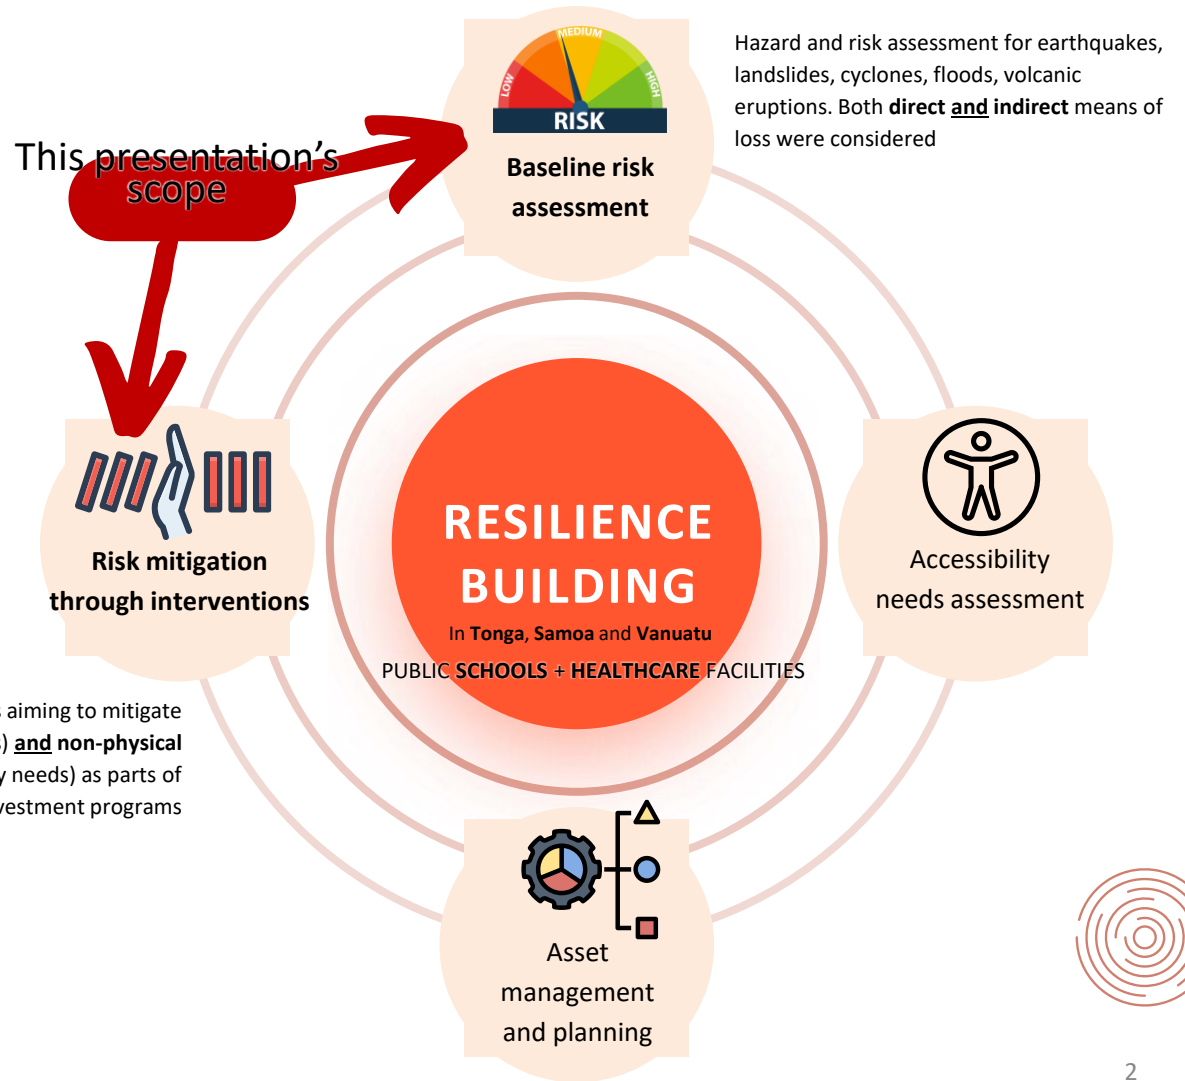 LOW
MEDIUM
HIGH
RISK
Baseline risk
assessment
Hazard and risk assessment for earthquakes,
landslides, cyclones, floods, volcanic
eruptions. Both direct and indirect means of
loss were considered
This presentation's
scope
Risk mitigation
through interventions
RESILIENCE
BUILDING
In Tonga, Samoa and Vanuatu
PUBLIC SCHOOLS + HEALTHCARE FACILITIES
Accessibility
needs assessment
aiming to mitigate
and non-physical
needs) as parts of
investment programs
Asset
management
and planning
2